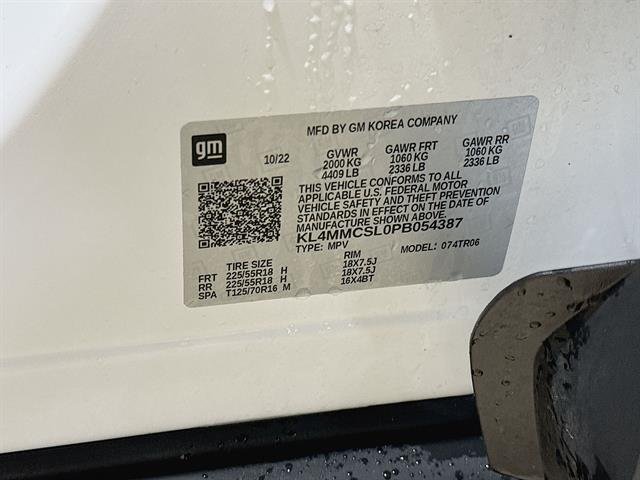 MFD BY GM KOREA COMPANY
gm
10/22 GVWR GAWR FRT GAWR RR
2000 KG 1060 KG 1060 KG
4409 LB 2336 LB 2336 LB
THIS VEHICLE CONFORMS TO ALL
APPLICABLE U.S. FEDERAL MOTOR
VEHICLE SAFETY AND THEFT PREVENTION
STANDARDS IN EFFECT ON THE DATE OF
MANUFACTURE SHOWN ABOVE.
KL4MMCSL0PB054387
TYPE: MPV MODEL: 074TR06
TIRE SIZE RIM
FRT 225/55R18 H 18X7.5J
RR 225/55R18 H 18X7.5J
SPA T125/70R16 M 16X4BT